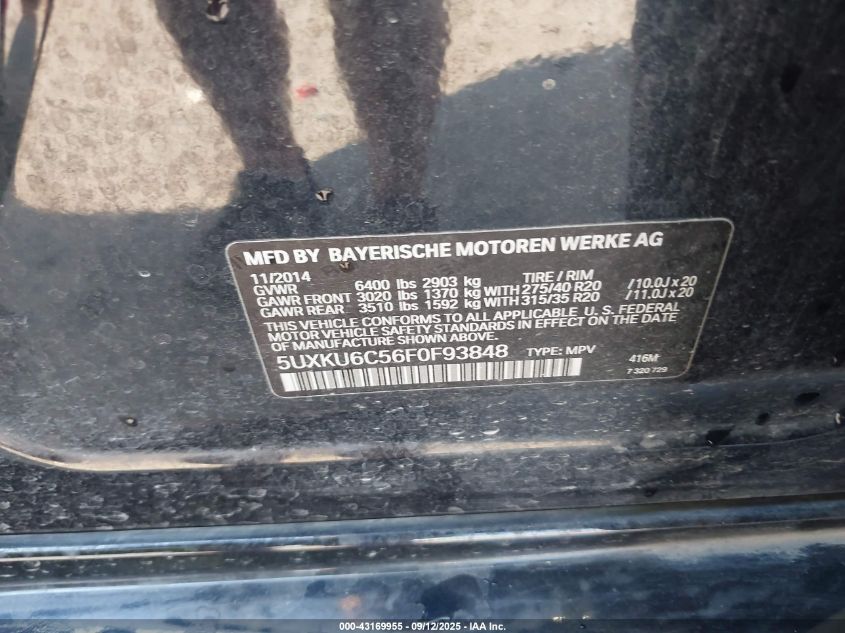 MFD BY BAYERISCHE MOTOREN WERKE AG
11/2014 TIRE / RIM
GVWR 6400 lbs 2903 kg
GAWR FRONT 3020 lbs 1370 kg WITH 275/40 R20 /10.0J x 20
GAWR REAR 3510 lbs 1592 kg WITH 315/35 R20 /11.0J x 20
THIS VEHICLE CONFORMS TO ALL APPLICABLE U.S. FEDERAL
MOTOR VEHICLE SAFETY STANDARDS IN EFFECT ON THE DATE
OF MANUFACTURE SHOWN ABOVE.
5UXKU6C56F0F93848 TYPE: MPV 416M
7 320 729
000-43169955 - 09/12/2025 - IAA Inc.